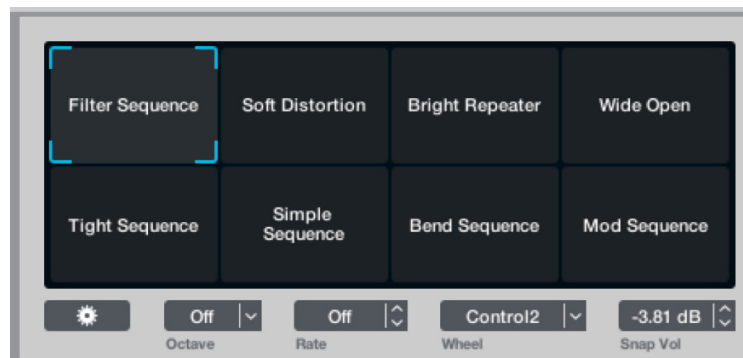 Filter Sequence
Soft Distortion
Bright Repeater
Wide Open
Tight Sequence
Simple
Sequence
Bend Sequence
Mod Sequence
Off
Off
Control2
-3.81 dB
Octave
Rate
Wheel
Snap Vol